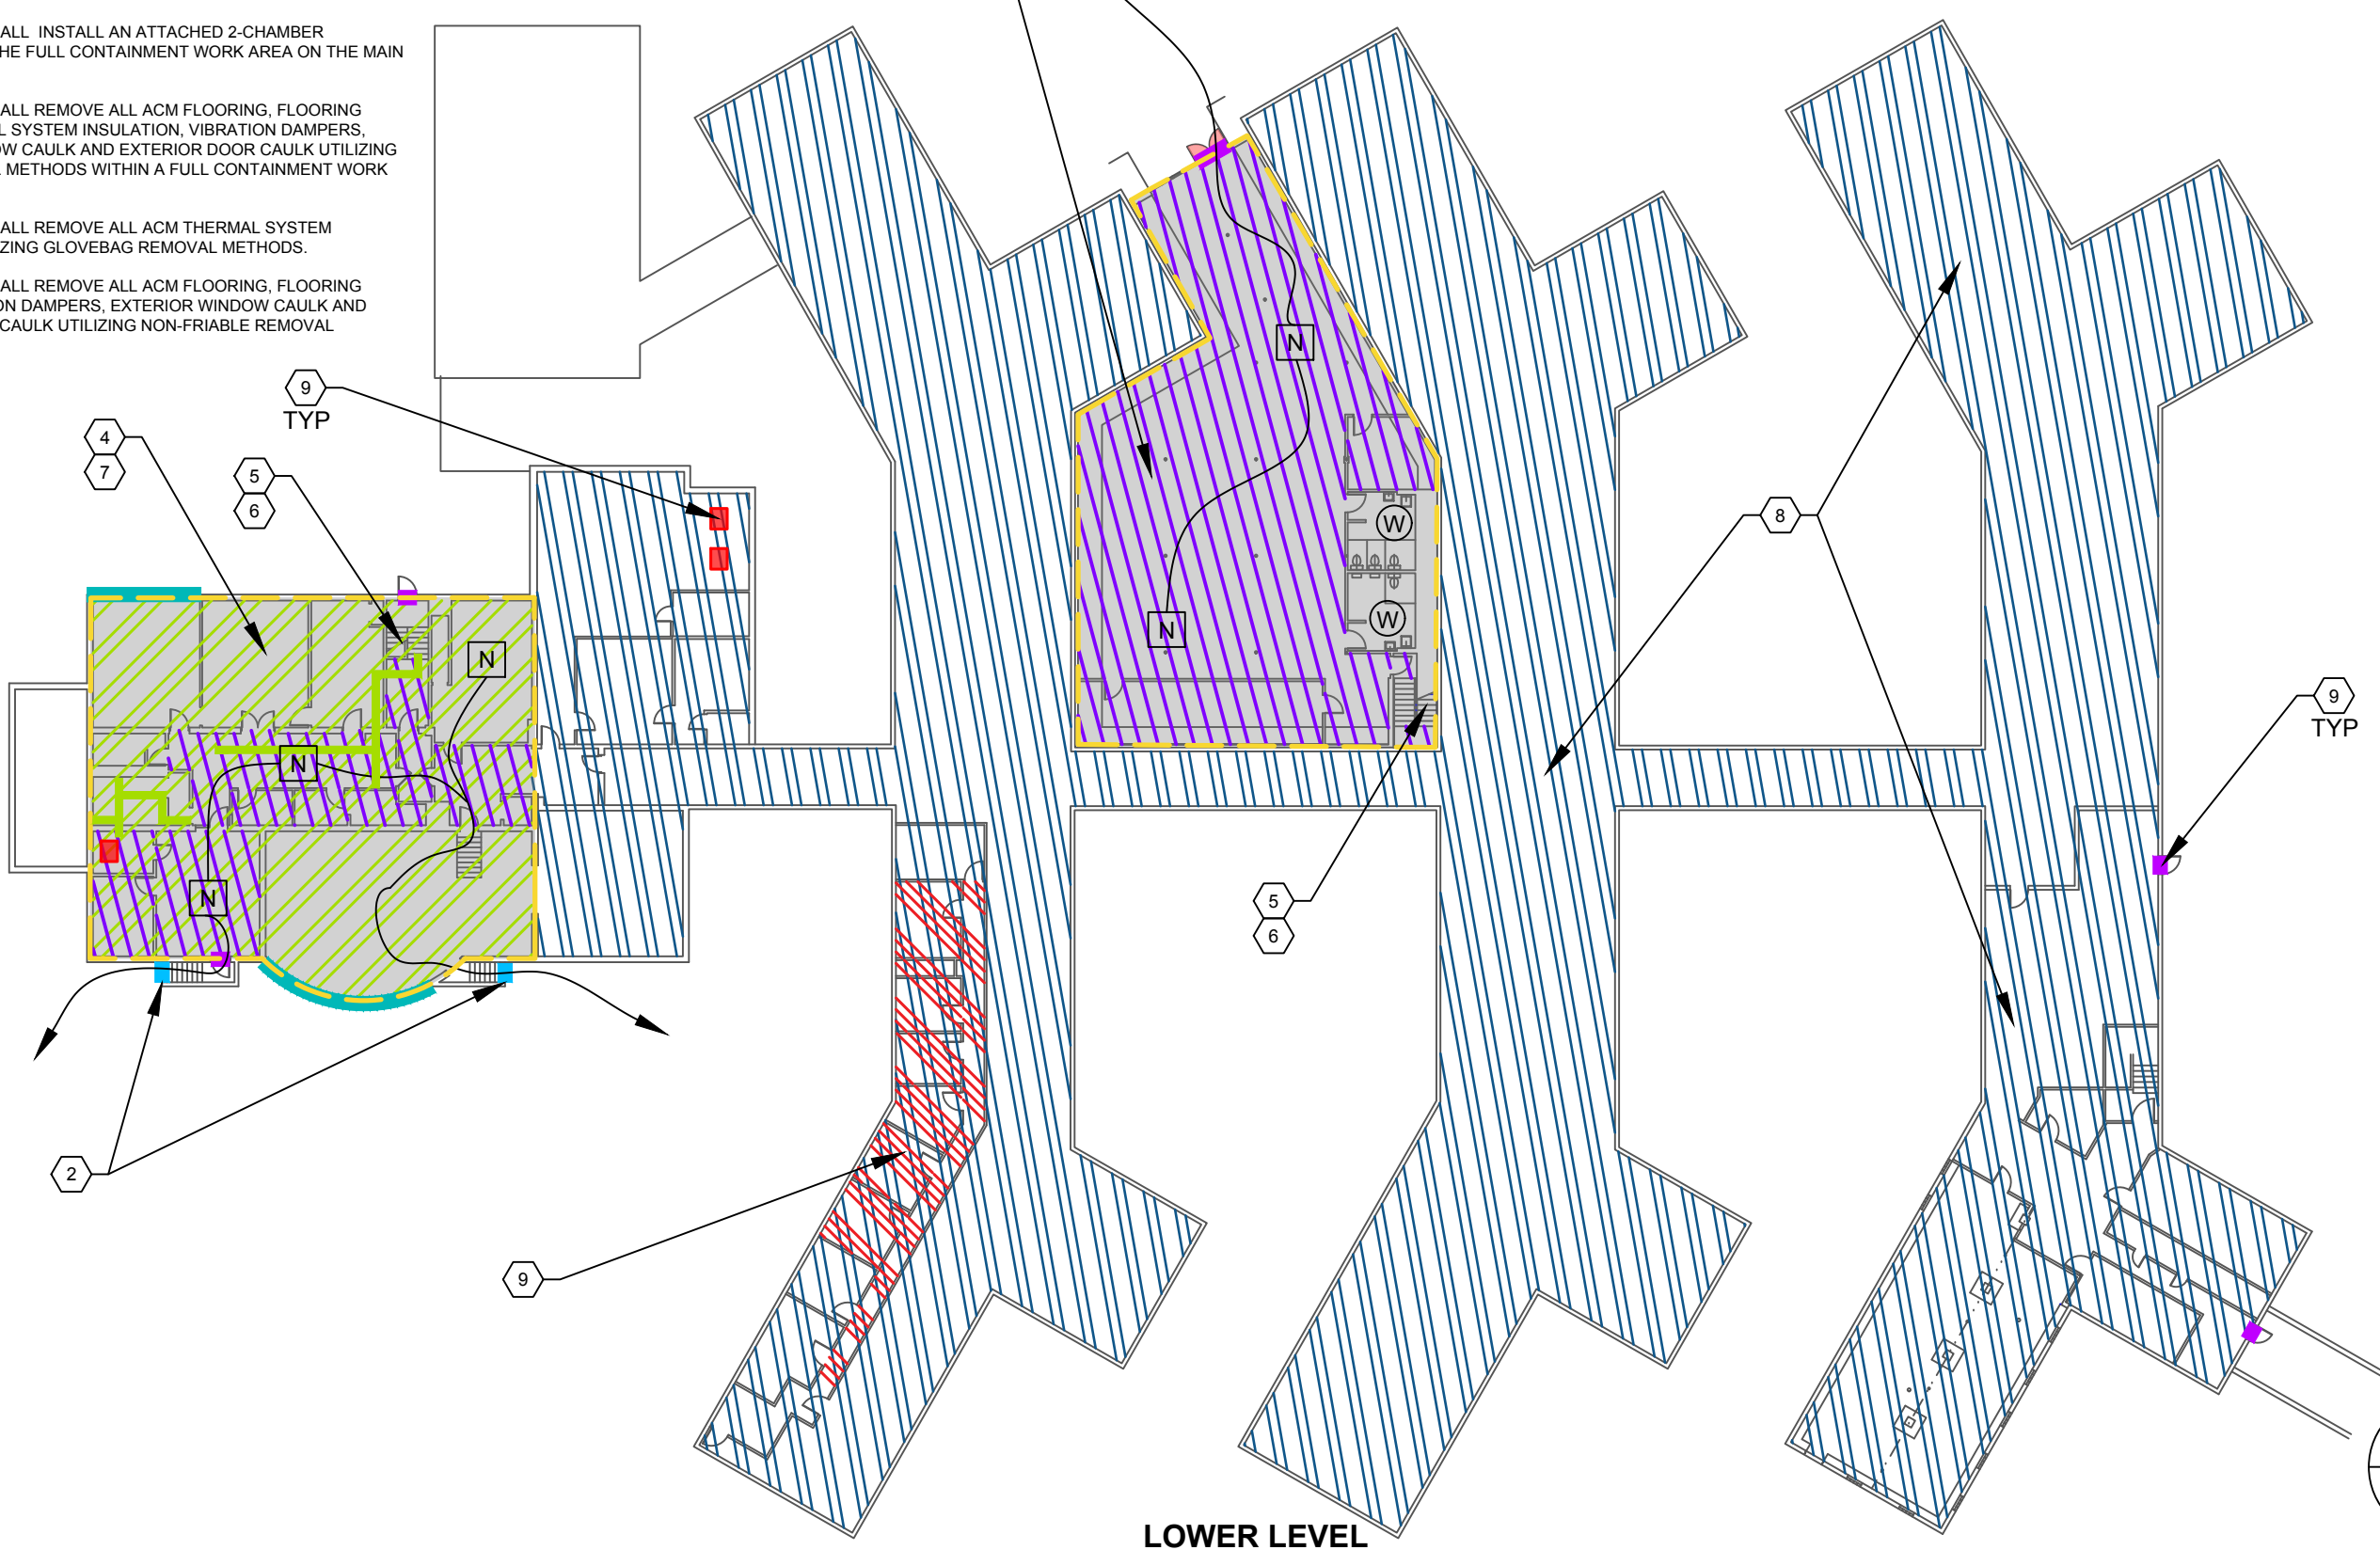 ALL INSTALL AN ATTACHED 2-CHAMBER
HE FULL CONTAINMENT WORK AREA ON THE MAIN
ALL REMOVE ALL ACM FLOORING, FLOORING
L SYSTEM INSULATION, VIBRATION DAMPERS,
OW CAULK AND EXTERIOR DOOR CAULK UTILIZING
L METHODS WITHIN A FULL CONTAINMENT WORK
ALL REMOVE ALL ACM THERMAL SYSTEM
IZING GLOVEBAG REMOVAL METHODS.
ALL REMOVE ALL ACM FLOORING, FLOORING
ON DAMPERS, EXTERIOR WINDOW CAULK AND
CAULK UTILIZING NON-FRIABLE REMOVAL
9
TYP
4
7
5
6
N
N
N
2
9
N
N
W
W
5
6
8
9
TYP
LOWER LEVEL